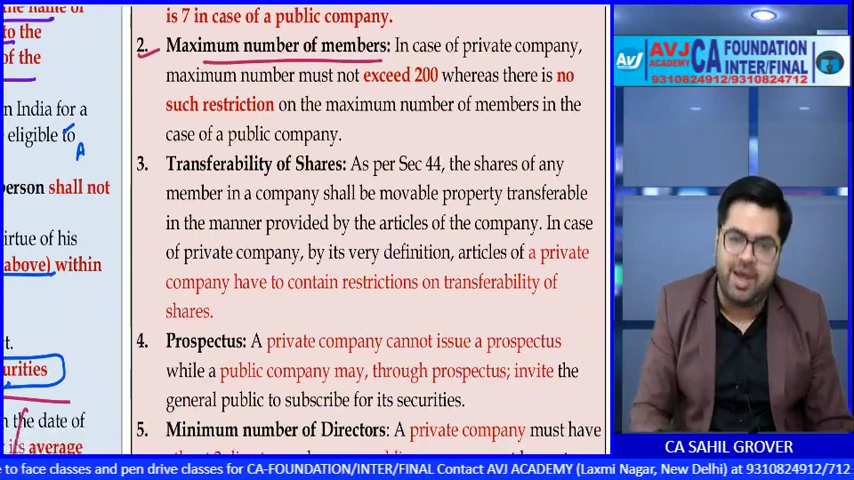 me name of
to the
of the
n India for a
eligible to
A
erson shall not
irtue of his
above) within
ct.
urities
n the date of
its average
is 7 in case of a public company.
2. Maximum number of members: In case of private company,
maximum number must not exceed 200 whereas there is no
such restriction on the maximum number of members in the
case of a public company.
3. Transferability of Shares: As per Sec 44, the shares of any
member in a company shall be movable property transferable
in the manner provided by the articles of the company. In case
of private company, by its very definition, articles of a private
company have to contain restrictions on transferability of
shares.
4. Prospectus: A private company cannot issue a prospectus
while a public company may, through prospectus; invite the
general public to subscribe for its securities.
5. Minimum number of Directors: A private company must have
AVJ
AVJ
ACADEMY
CA
FOUNDATION
INTER/FINAL
9310824912/9310824712
CA SAHIL GROVER
e to face classes and pen drive classes for CA-FOUNDATION/INTER/FINAL Contact AVJ ACADEMY (Laxmi Nagar, New Delhi) at 9310824912/712